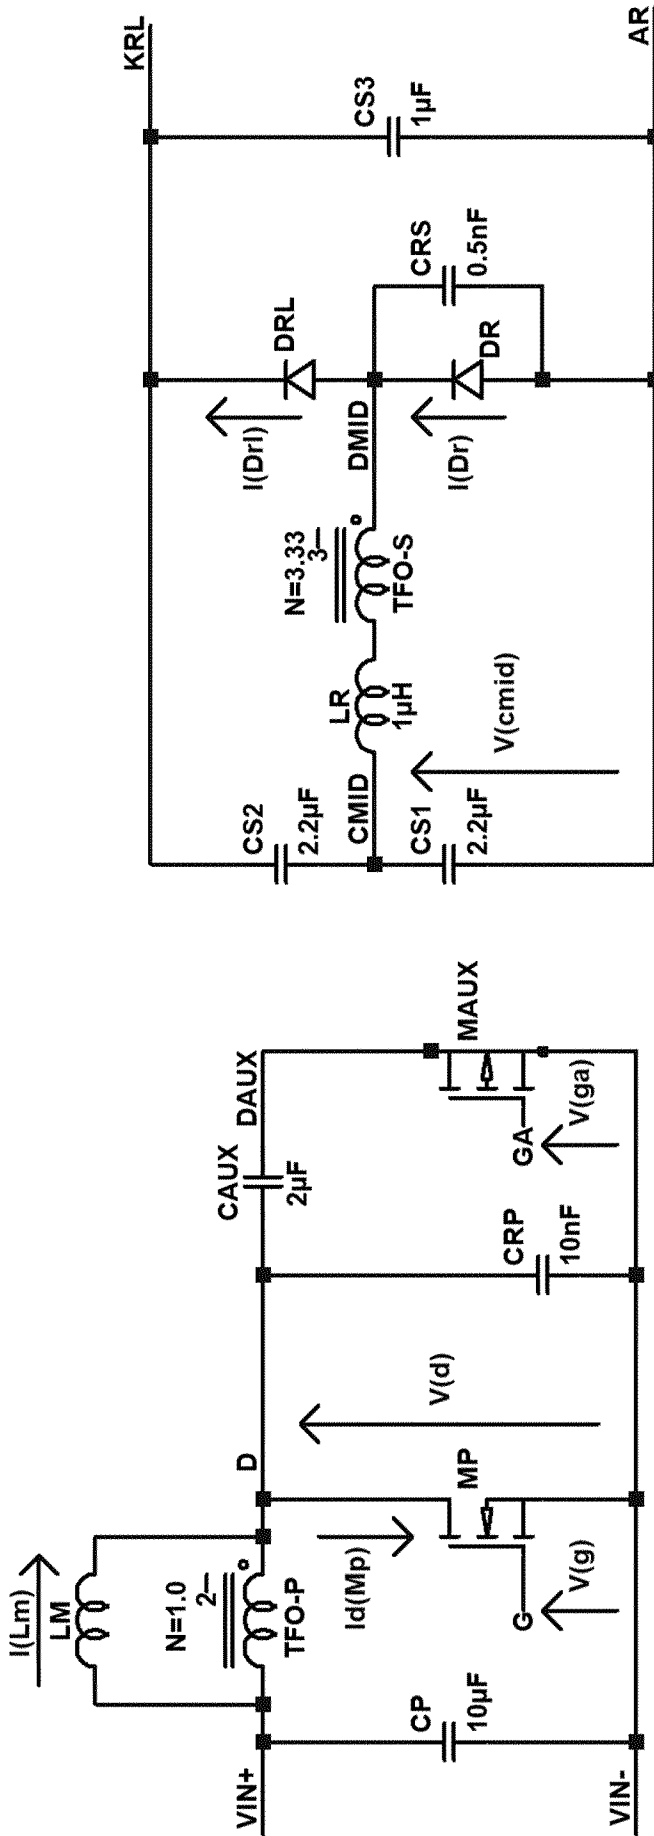 VIN+
VIN-
CP
10µF
I(Lm)
LM
N=1.0
2
TFO-P
D
Id(Mp)
MP
G
V(g)
V(d)
CRP
10nF
CAUX
2µF
DAUX
MAUX
GA
V(ga)
CS2
2.2µF
CMID
CS1
2.2µF
V(cmid)
LR
1µH
N=3.33
3
TFO-S
DMID
I(Drl)
DRL
I(Dr)
DR
CRS
0.5nF
CS3
1µF
KRL
AR